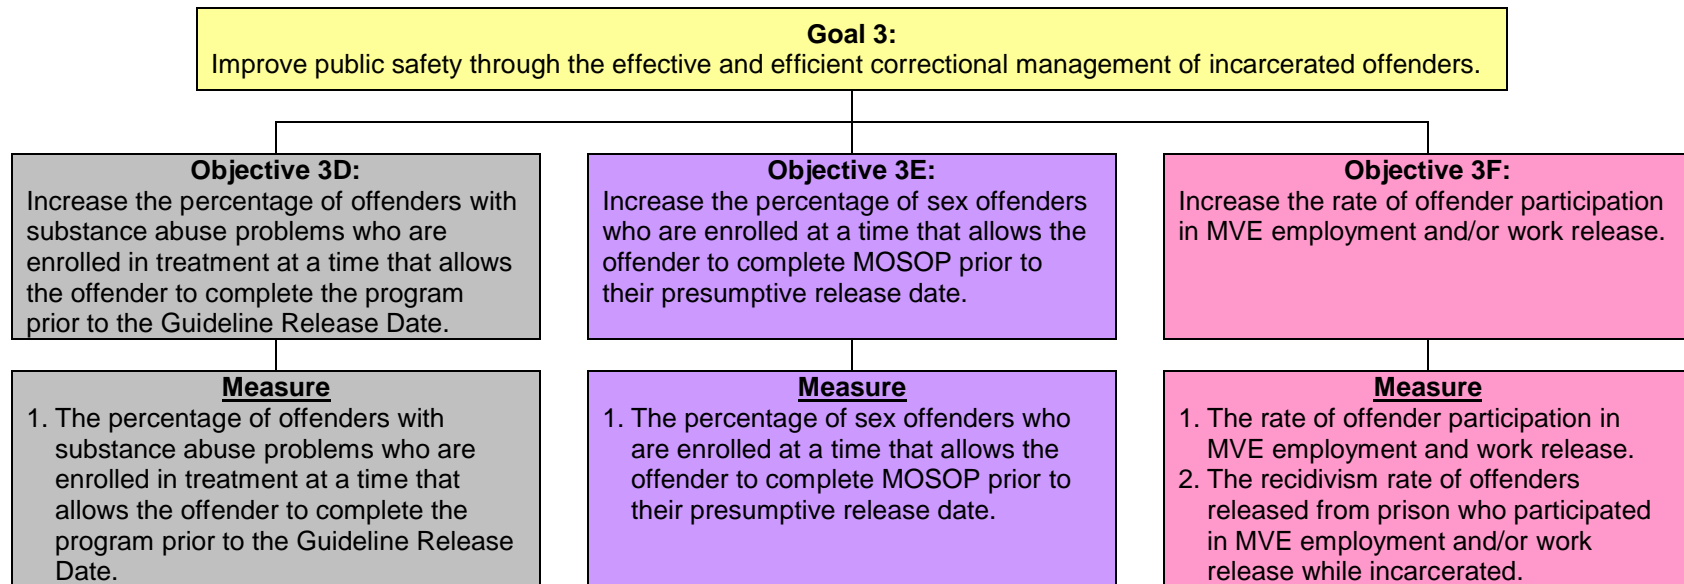 Goal 3:
Improve public safety through the effective and efficient correctional management of incarcerated offenders.
Objective 3D:
Increase the percentage of offenders with
substance abuse problems who are
enrolled in treatment at a time that allows
the offender to complete the program
prior to the Guideline Release Date.
Objective 3E:
Increase the percentage of sex offenders
who are enrolled at a time that allows the
offender to complete MOSOP prior to
their presumptive release date.
Objective 3F:
Increase the rate of offender participation
in MVE employment and/or work release.
Measure
1. The percentage of offenders with
substance abuse problems who are
enrolled in treatment at a time that
allows the offender to complete the
program prior to the Guideline Release
Date.
Measure
1. The percentage of sex offenders who
are enrolled at a time that allows the
offender to complete MOSOP prior to
their presumptive release date.
Measure
1. The rate of offender participation in
MVE employment and work release.
2. The recidivism rate of offenders
released from prison who participated
in MVE employment and/or work
release while incarcerated.